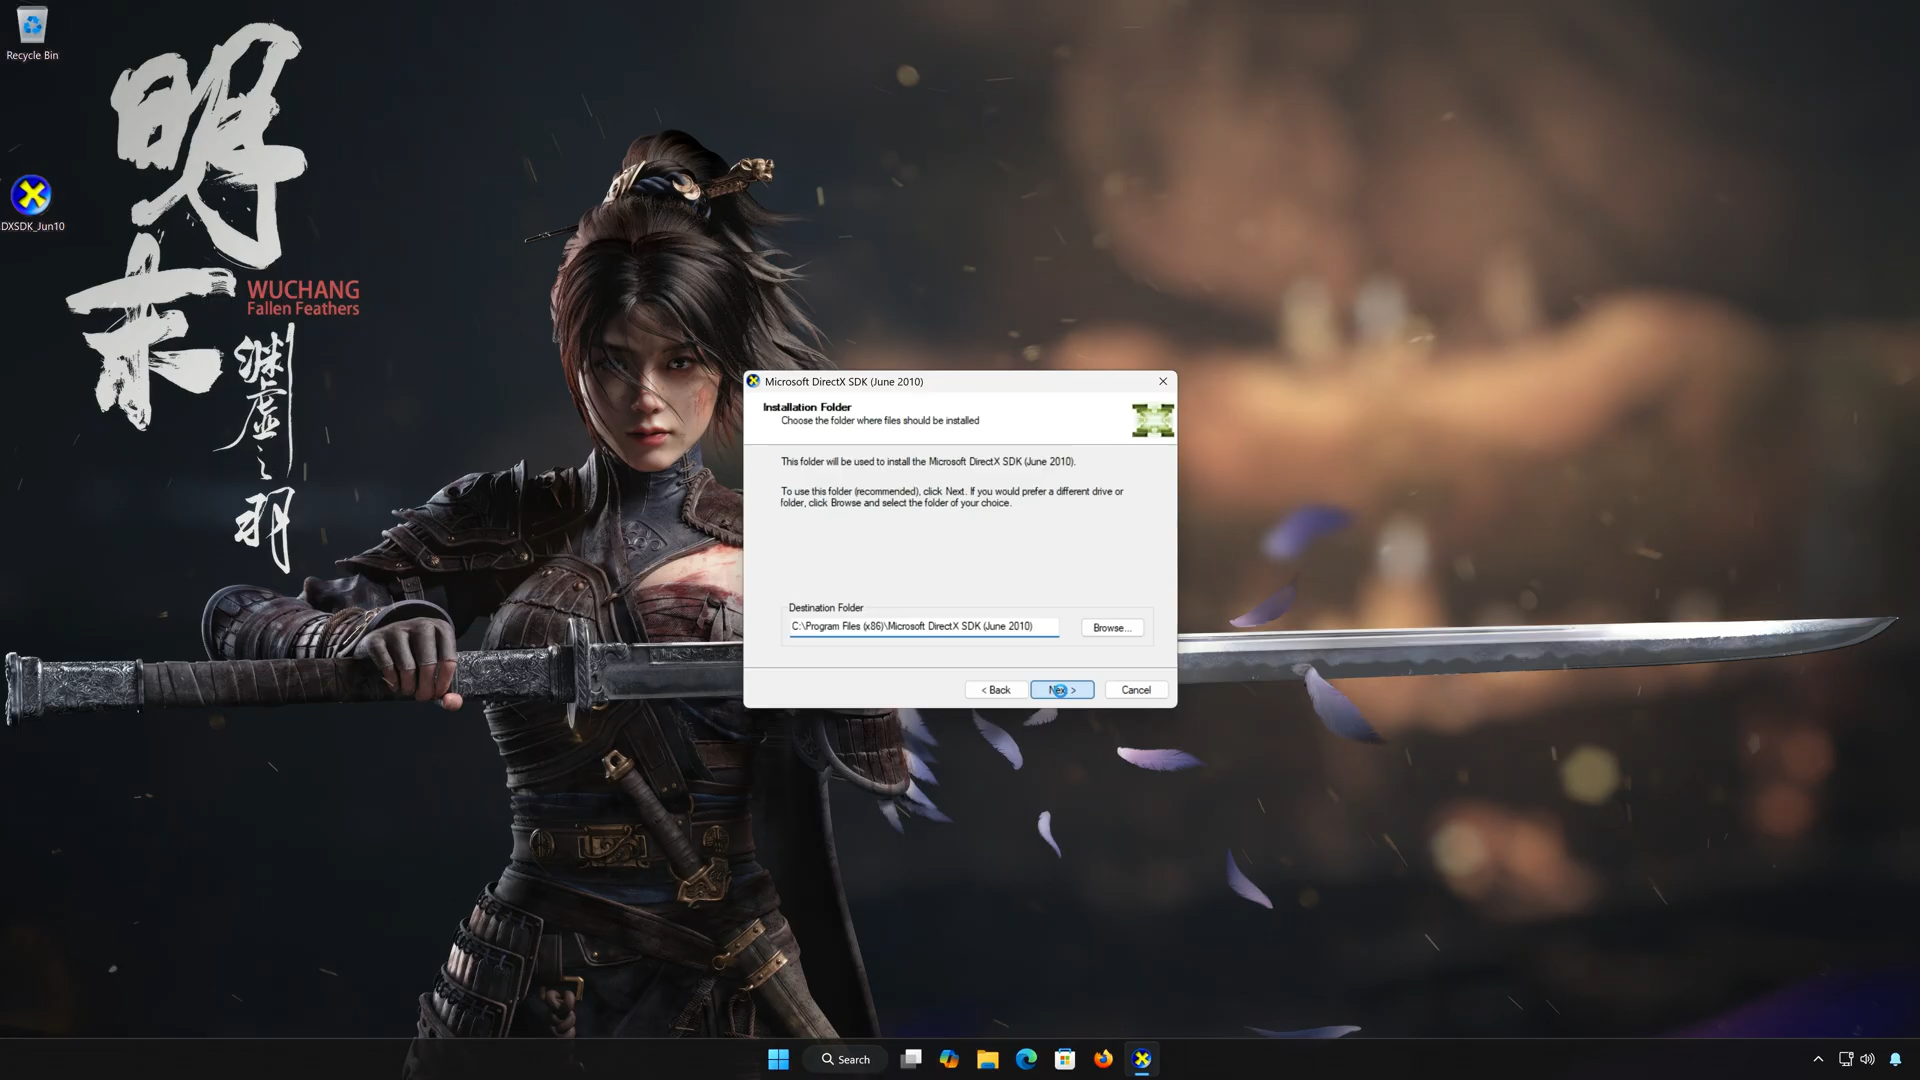 Recycle Bin
明末
WUCHANG
Fallen Feathers
渊虚之羽
DXSDK_Jun10
Microsoft DirectX SDK (June 2010)
Installation Folder
Choose the folder where files should be installed
This folder will be used to install the Microsoft DirectX SDK (June 2010).
To use this folder (recommended), click Next. If you would prefer a different drive or
folder, click Browse and select the folder of your choice.
Destination Folder
C:\Program Files (x86)\Microsoft DirectX SDK (June 2010)
Browse...
< Back
Next >
Cancel
Search